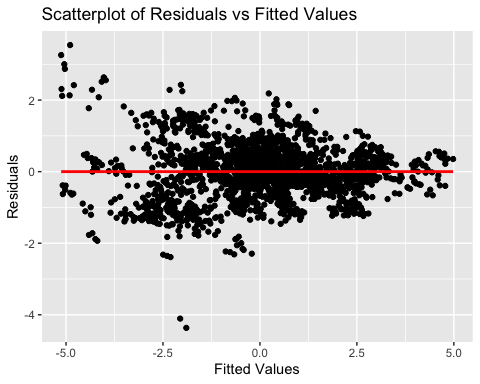 Scatterplot of Residuals vs Fitted Values
Residuals
2
0
-2
-4
-5.0 -2.5 0.0 2.5 5.0
Fitted Values